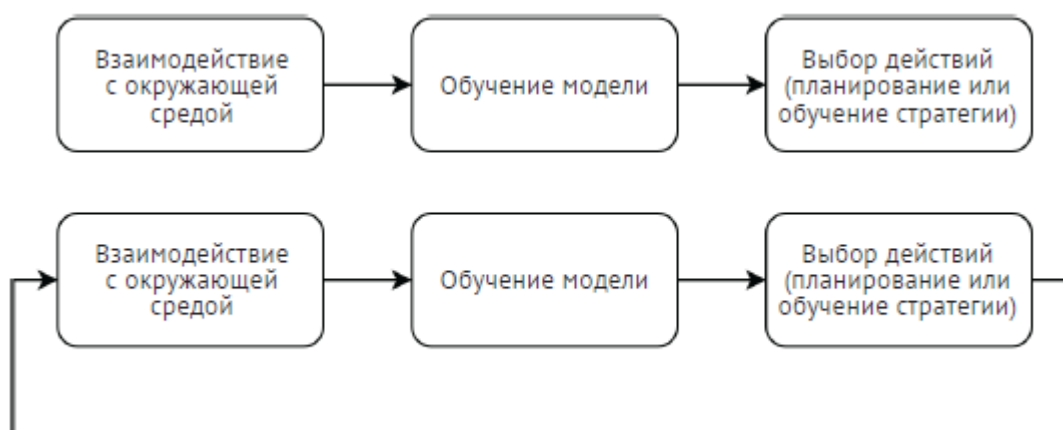 Взаимодействие
с окружающей
средой
Обучение модели
Выбор действий
(планирование или
обучение стратегии)
Взаимодействие
с окружающей
средой
Обучение модели
Выбор действий
(планирование или
обучение стратегии)